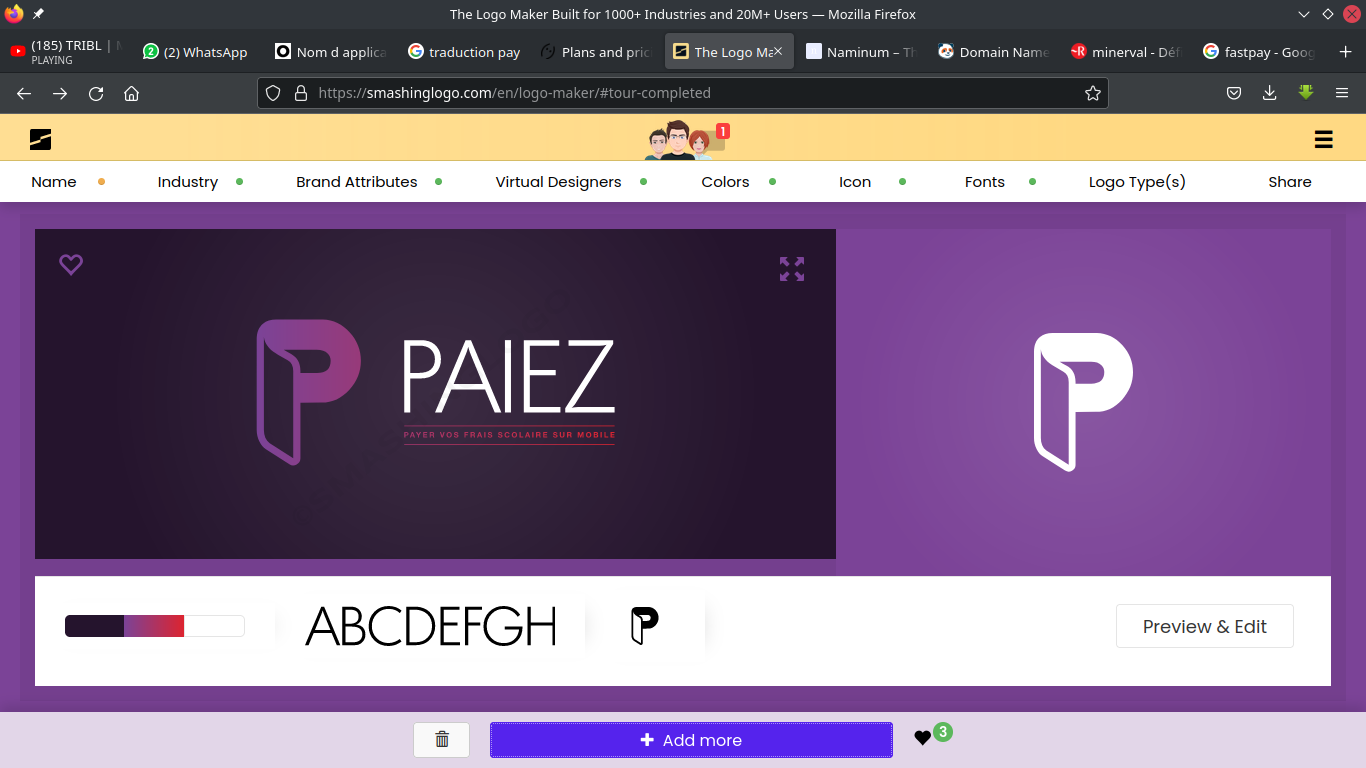 The Logo Maker Built for 1000+ Industries and 20M+ Users — Mozilla Firefox
(185) TRIBL |
PLAYING
(2) WhatsApp
Nom d applica
traduction pay
Plans and pric
The Logo Ma
Naminum – Th
Domain Name
minerval - Défi
fastpay - Goog
https://smashinglogo.com/en/logo-maker/#tour-completed
1
Name
Industry
Brand Attributes
Virtual Designers
Colors
Icon
Fonts
Logo Type(s)
Share
P
PAIEZ
PAYER VOS FRAIS SCOLAIRE SUR MOBILE
P
ABCDEFGH
P
Preview & Edit
Add more
3